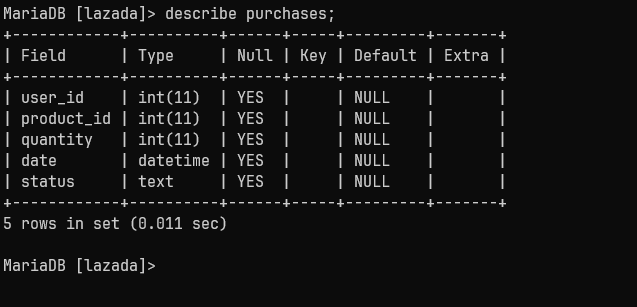 MariaDB [lazada]> describe purchases;
+------------+----------+------+-----+---------+-------+
| Field      | Type     | Null | Key | Default | Extra |
+------------+----------+------+-----+---------+-------+
| user_id    | int(11)  | YES  |     | NULL    |       |
| product_id | int(11)  | YES  |     | NULL    |       |
| quantity   | int(11)  | YES  |     | NULL    |       |
| date       | datetime | YES  |     | NULL    |       |
| status     | text     | YES  |     | NULL    |       |
+------------+----------+------+-----+---------+-------+
5 rows in set (0.011 sec)
MariaDB [lazada]>